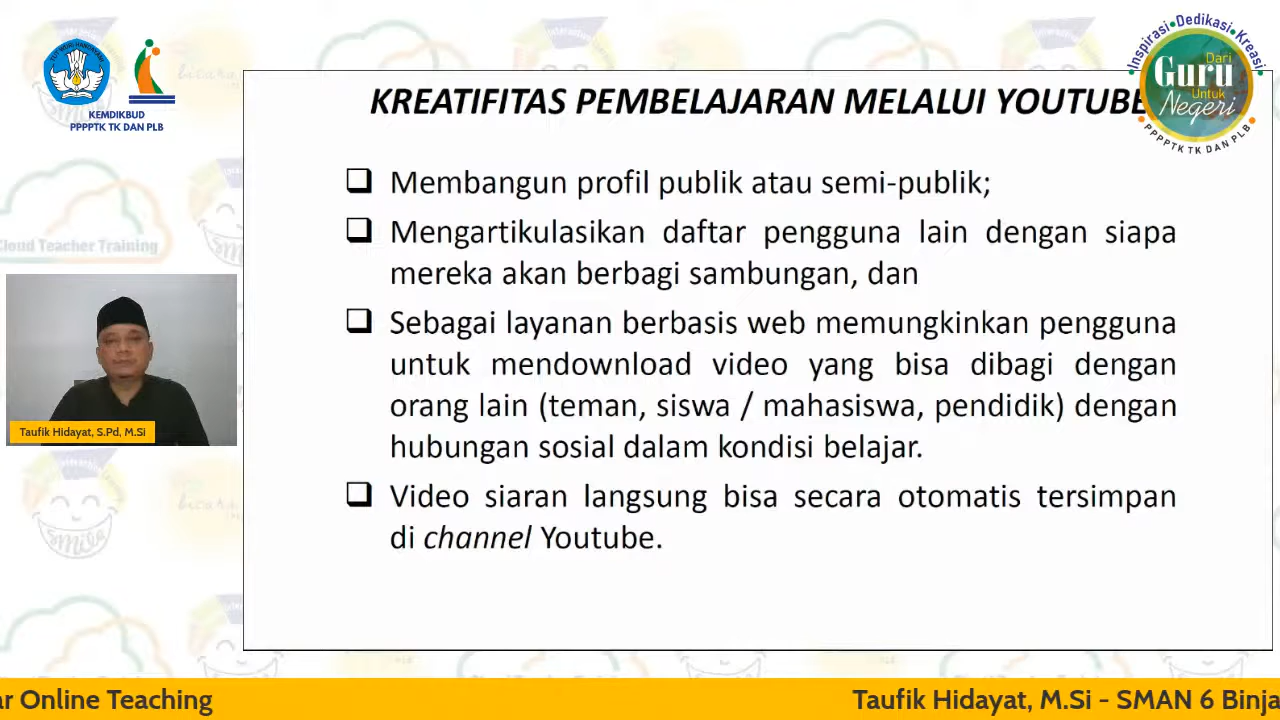 KEMDIKBUD
PPPPTK TK DAN PLB
Inspirasi•Dedikasi•Kreasi
Dari
Guru
Untuk
Negeri
PPPPTK TK DAN PLB
KREATIFITAS PEMBELAJARAN MELALUI YOUTUBE
❑ Membangun profil publik atau semi-publik;
❑ Mengartikulasikan daftar pengguna lain dengan siapa
mereka akan berbagi sambungan, dan
❑ Sebagai layanan berbasis web memungkinkan pengguna
untuk mendownload video yang bisa dibagi dengan
orang lain (teman, siswa / mahasiswa, pendidik) dengan
hubungan sosial dalam kondisi belajar.
❑ Video siaran langsung bisa secara otomatis tersimpan
di channel Youtube.
Cloud Teacher Training
smile
Taufik Hidayat, S.Pd, M.Si
smile
ar Online Teaching
Taufik Hidayat, M.Si - SMAN 6 Binja